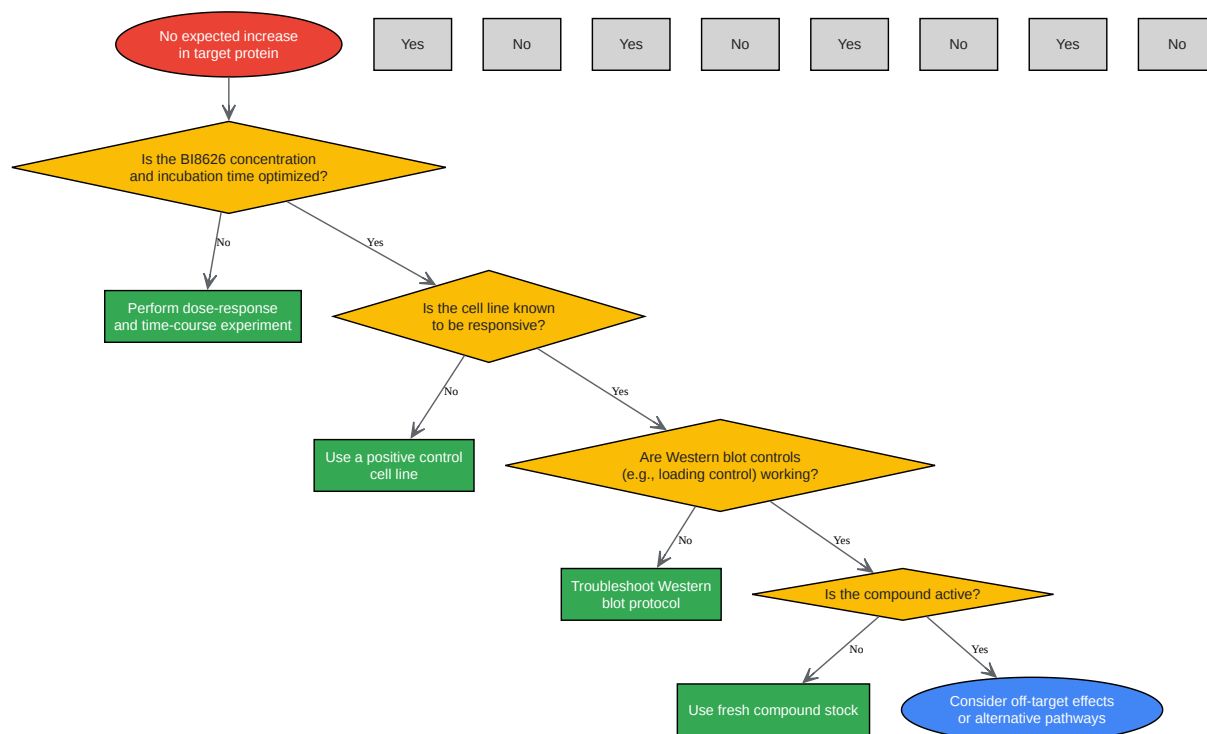 No expected increase
in target protein
Yes
No
Yes
No
Yes
No
Yes
No
Is the BI8626 concentration
and incubation time optimized?
No
Yes
Perform dose-response
and time-course experiment
Is the cell line known
to be responsive?
No
Yes
Use a positive control
cell line
Are Western blot controls
(e.g., loading control) working?
No
Yes
Troubleshoot Western
blot protocol
Is the compound active?
No
Yes
Use fresh compound stock
Consider off-target effects
or alternative pathways